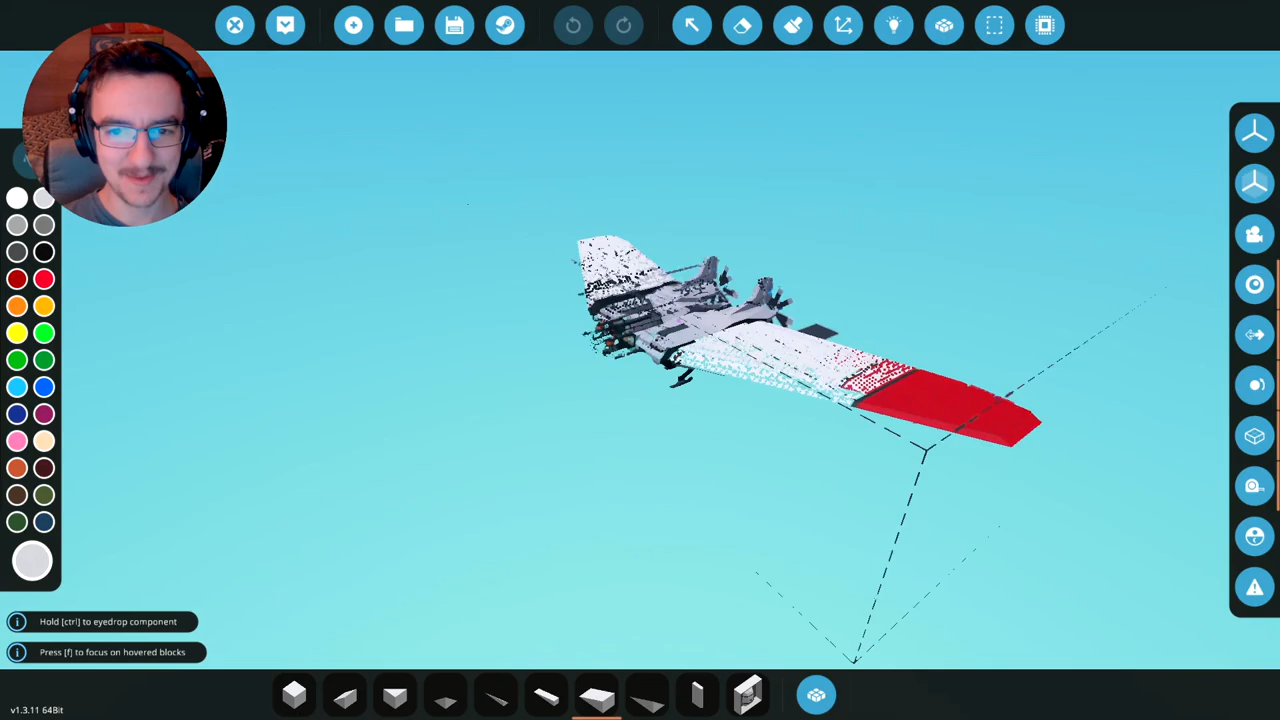 Hold [ctrl] to eyedrop component
Press [f] to focus on hovered blocks
v1.3.11 64Bit